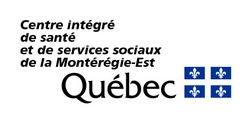 Centre intégré
de santé
et de services sociaux
de la Montérégie-Est
Québec